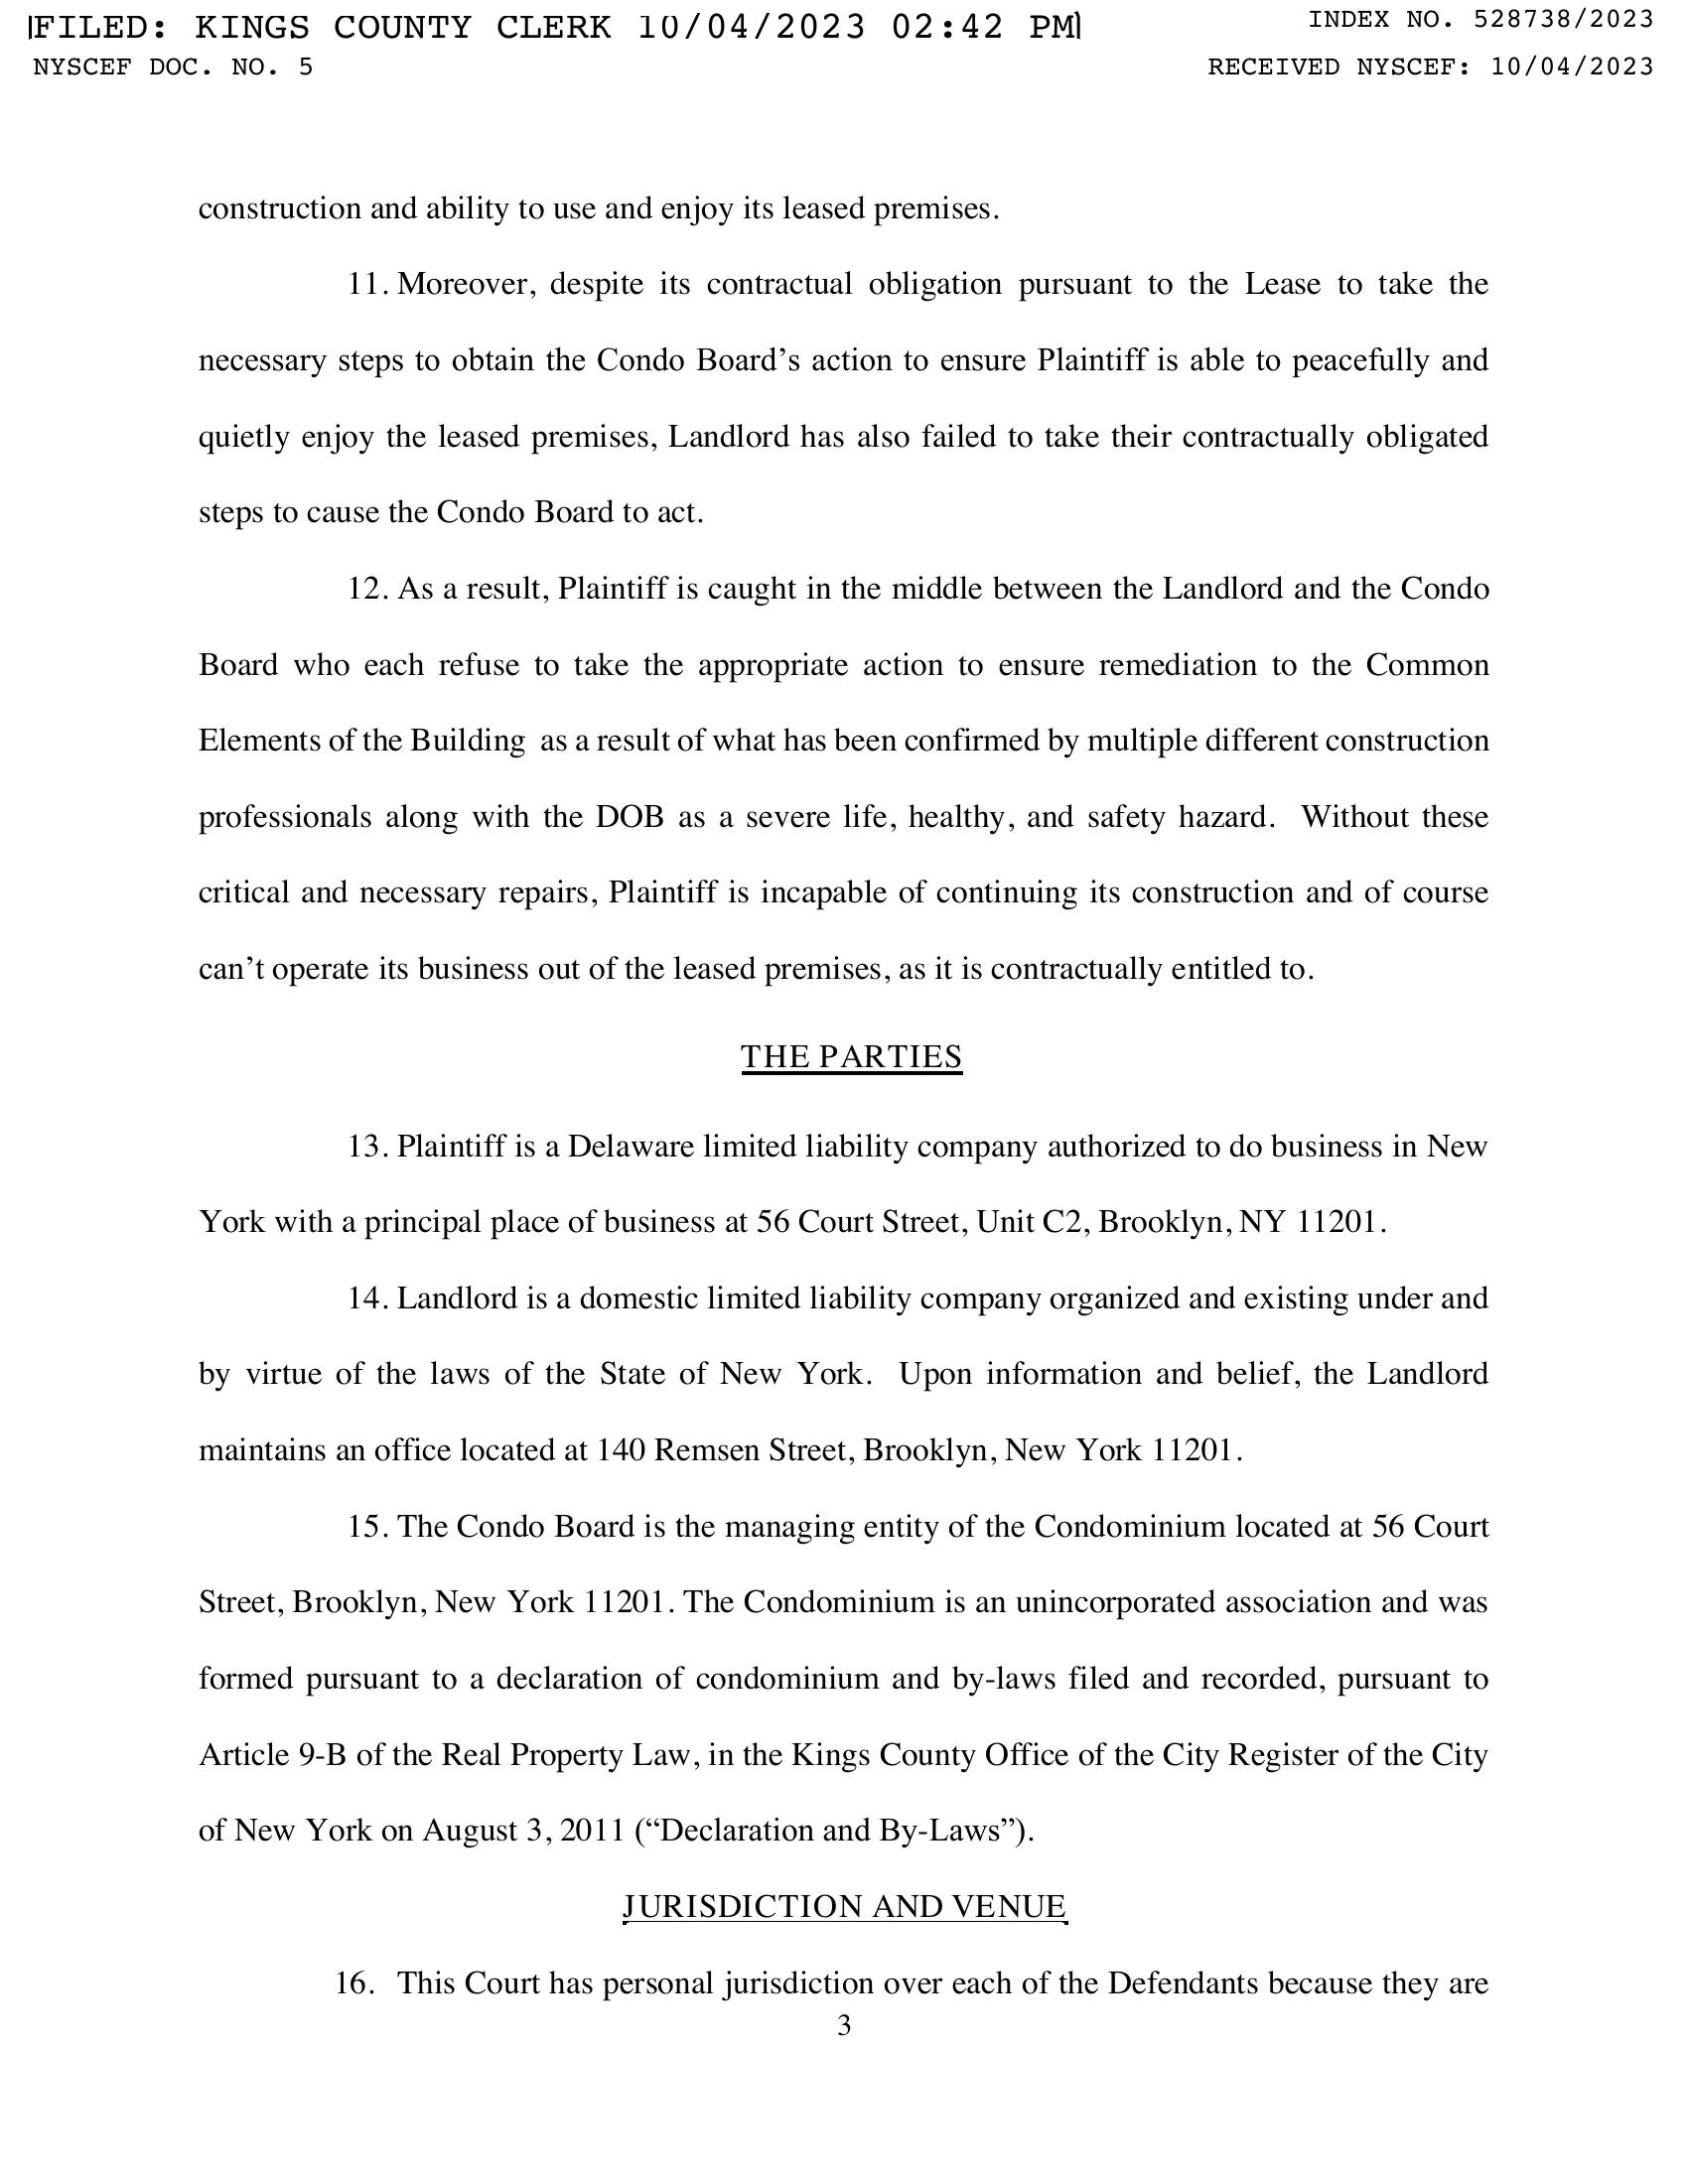 FILED: KINGS COUNTY CLERK 10/04/2023 02:42 PM
INDEX NO. 528738/2023
NYSCEF DOC. NO. 5
RECEIVED NYSCEF: 10/04/2023
construction and ability to use and enjoy its leased premises.
11. Moreover, despite its contractual obligation pursuant to the Lease to take the
necessary steps to obtain the Condo Board’s action to ensure Plaintiff is able to peacefully and
quietly enjoy the leased premises, Landlord has also failed to take their contractually obligated
steps to cause the Condo Board to act.
12. As a result, Plaintiff is caught in the middle between the Landlord and the Condo
Board who each refuse to take the appropriate action to ensure remediation to the Common
Elements of the Building as a result of what has been confirmed by multiple different construction
professionals along with the DOB as a severe life, healthy, and safety hazard. Without these
critical and necessary repairs, Plaintiff is incapable of continuing its construction and of course
can’t operate its business out of the leased premises, as it is contractually entitled to.
THE PARTIES
13. Plaintiff is a Delaware limited liability company authorized to do business in New
York with a principal place of business at 56 Court Street, Unit C2, Brooklyn, NY 11201.
14. Landlord is a domestic limited liability company organized and existing under and
by virtue of the laws of the State of New York. Upon information and belief, the Landlord
maintains an office located at 140 Remsen Street, Brooklyn, New York 11201.
15. The Condo Board is the managing entity of the Condominium located at 56 Court
Street, Brooklyn, New York 11201. The Condominium is an unincorporated association and was
formed pursuant to a declaration of condominium and by-laws filed and recorded, pursuant to
Article 9-B of the Real Property Law, in the Kings County Office of the City Register of the City
of New York on August 3, 2011 (“Declaration and By-Laws”).
JURISDICTION AND VENUE
16. This Court has personal jurisdiction over each of the Defendants because they are
3